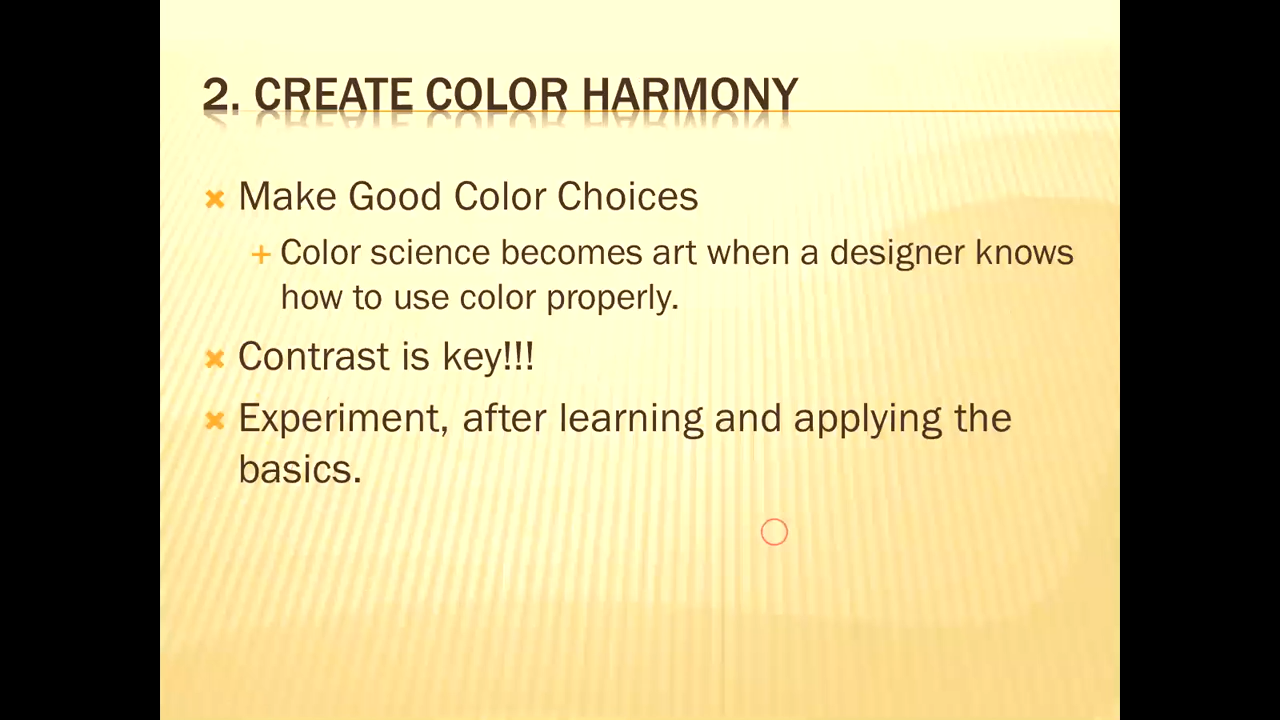 2. CREATE COLOR HARMONY
Make Good Color Choices
Color science becomes art when a designer knows
how to use color properly.
Contrast is key!!!
Experiment, after learning and applying the
basics.